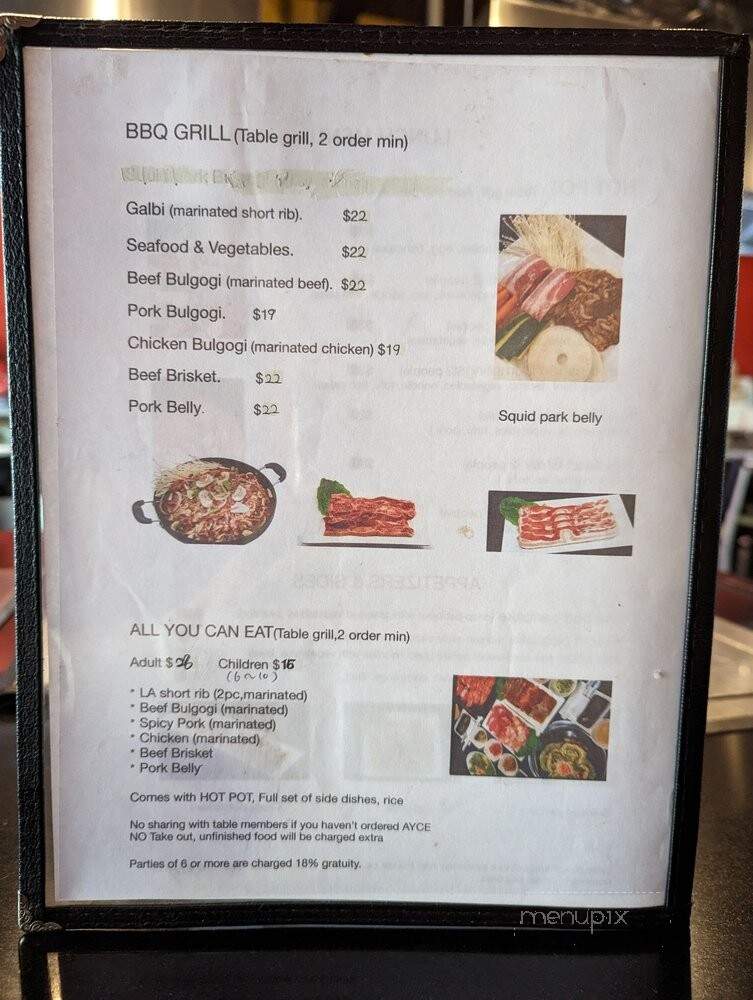 BBQ GRILL (Table grill, 2 order min)
Galbi (marinated short rib). $22
Seafood & Vegetables. $22
Beef Bulgogi (marinated beef). $22
Pork Bulgogi. $19
Chicken Bulgogi (marinated chicken) $19
Beef Brisket. $22
Pork Belly. $22
Squid park belly
ALL YOU CAN EAT(Table grill,2 order min)
Adult $ Children $
(6~10)
* LA short rib (2pc,marinated)
* Beef Bulgogi (marinated)
* Spicy Pork (marinated)
* Chicken (marinated)
* Beef Brisket
* Pork Belly
Comes with HOT POT, Full set of side dishes, rice
No sharing with table members if you haven't ordered AYCE
NO Take out, unfinished food will be charged extra
Parties of 6 or more are charged 18% gratuity.
menupix